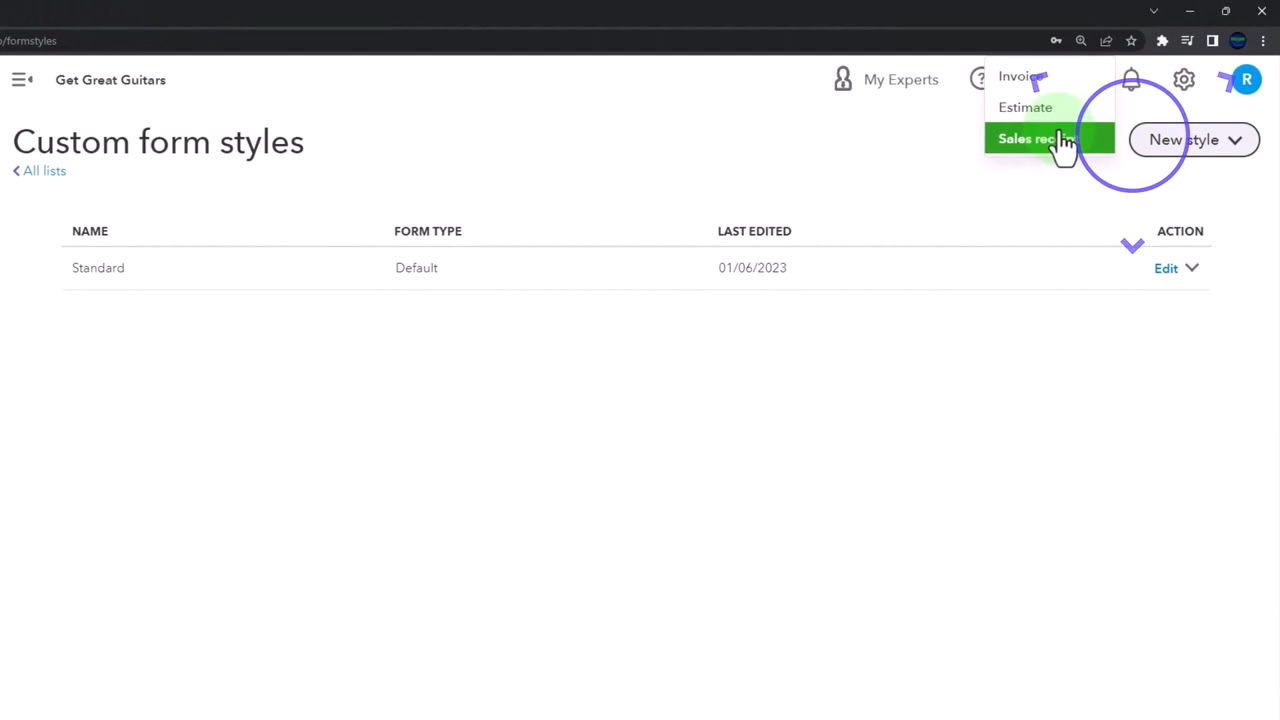 /formstyles
Get Great Guitars
My Experts
Invoice
Estimate
Sales
R
Custom form styles
New style
All lists
NAME FORM TYPE LAST EDITED ACTION
Standard Default 01/06/2023 Edit